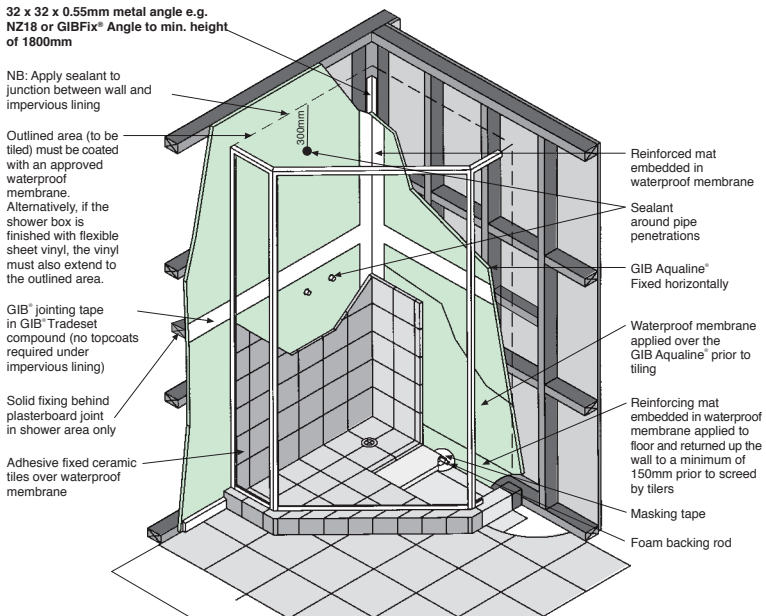 32 x 32 x 0.55mm metal angle e.g.
NZ18 or GIBFix® Angle to min. height
of 1800mm
NB: Apply sealant to
junction between wall and
impervious lining
Outlined area (to be
tiled) must be coated
with an approved
waterproof
membrane.
Alternatively, if the
shower box is
finished with flexible
sheet vinyl, the vinyl
must also extend to
the outlined area.
GIB® jointing tape
in GIB® Tradeset
compound (no topcoats
required under
impervious lining)
Solid fixing behind
plasterboard joint
in shower area only
Adhesive fixed ceramic
tiles over waterproof
membrane
300mm
Reinforced mat
embedded in
waterproof membrane
Sealant
around pipe
penetrations
GIB Aqualine®
Fixed horizontally
Waterproof membrane
applied over the
GIB Aqualine® prior to
tiling
Reinforcing mat
embedded in waterproof
membrane applied to
floor and returned up the
wall to a minimum of
150mm prior to screed
by tilers
Masking tape
Foam backing rod